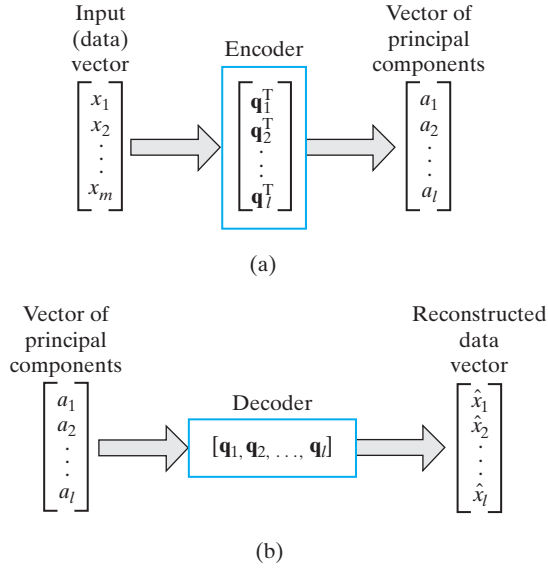 Input
(data)
vector
Encoder
Vector of
principal
components
x₁
x₂
.
.
.
xₘ
q₁ᵀ
q₂ᵀ
.
.
.
qₗᵀ
a₁
a₂
.
.
.
aₗ
(a)
Vector of
principal
components
Decoder
Reconstructed
data
vector
a₁
a₂
.
.
.
aₗ
[q₁, q₂, . . . , qₗ]
x̂₁
x̂₂
.
.
.
x̂ₗ
(b)